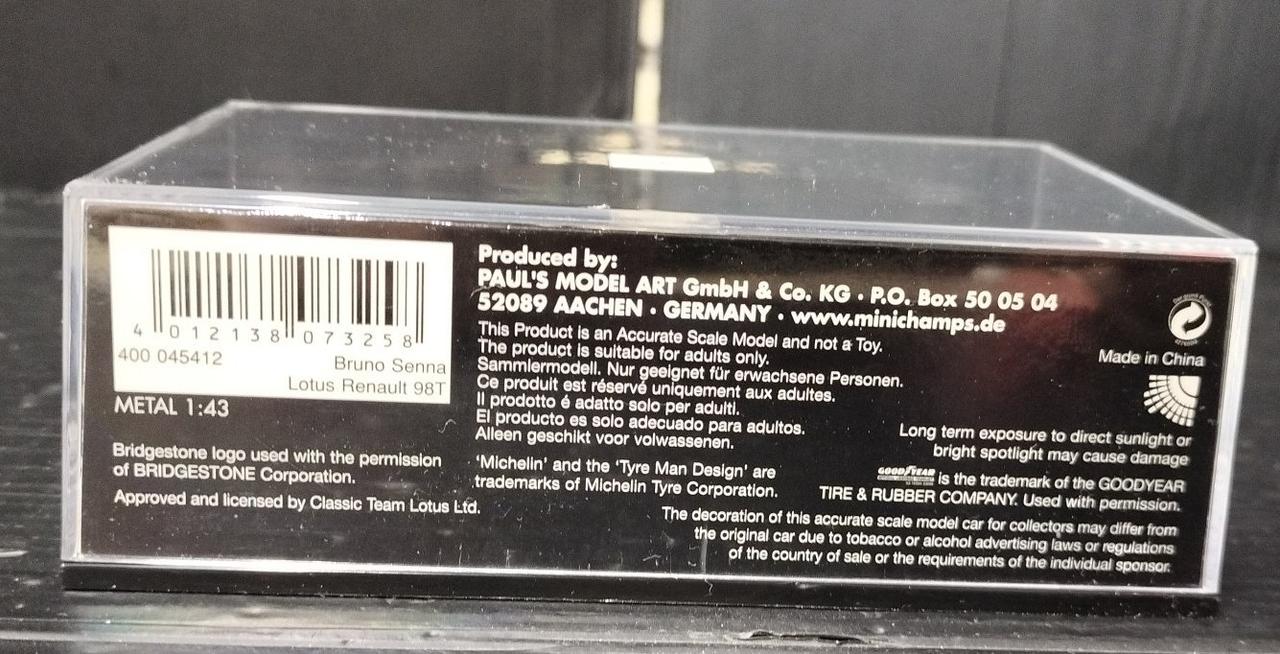 4 012138 073258
400 045412
Bruno Senna
Lotus Renault 98T
METAL 1:43
Bridgestone logo used with the permission
of BRIDGESTONE Corporation.
Approved and licensed by Classic Team Lotus Ltd.
Produced by:
PAUL'S MODEL ART GmbH & Co. KG · P.O. Box 50 05 04
52089 AACHEN · GERMANY · www.minichamps.de
This Product is an Accurate Scale Model and not a Toy.
The product is suitable for adults only.
Sammlermodell. Nur geeignet für erwachsene Personen.
Ce produit est réservé uniquement aux adultes.
Il prodotto é adatto solo per adulti.
El producto es solo adecuado para adultos.
Alleen geschikt voor volwassenen.
'Michelin' and the 'Tyre Man Design' are
trademarks of Michelin Tyre Corporation.
Der Grüne Punkt
Made in China
Long term exposure to direct sunlight or
bright spotlight may cause damage
GOODYEAR is the trademark of the GOODYEAR
TIRE & RUBBER COMPANY. Used with permission.
The decoration of this accurate scale model car for collectors may differ from
the original car due to tobacco or alcohol advertising laws or regulations
of the country of sale or the requirements of the individual sponsor.